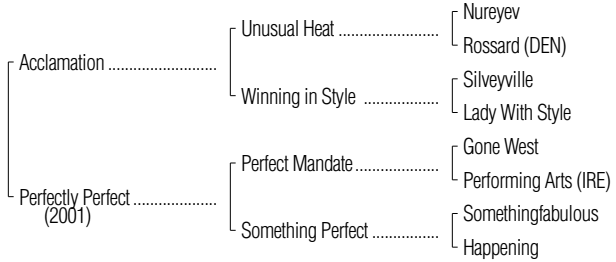 Nureyev
Unusual Heat ...................
Rossard (DEN)
Acclamation ........................
Silveyville
Winning in Style ..................
Lady With Style
Gone West
Perfect Mandate ...................
Performing Arts (IRE)
Perfectly Perfect ..................
(2001)
Somethingfabulous
Something Perfect ...............
Happening